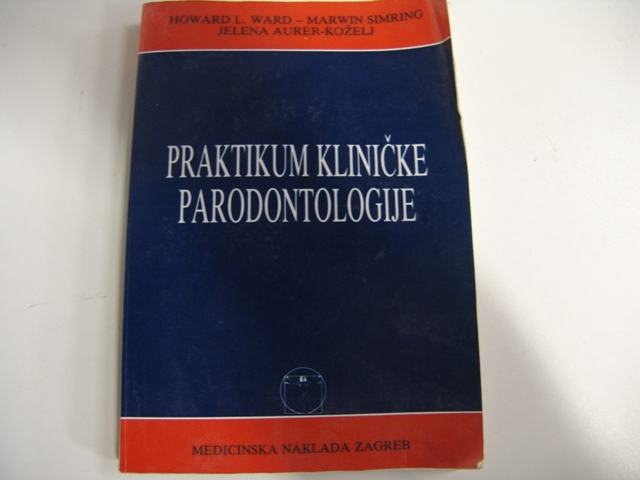 HOWARD L. WARD – MARWIN SIMRING
JELENA AURER-KOŽELJ
PRAKTIKUM KLINIČKE
PARODONTOLOGIJE
MEDICINSKA NAKLADA ZAGREB